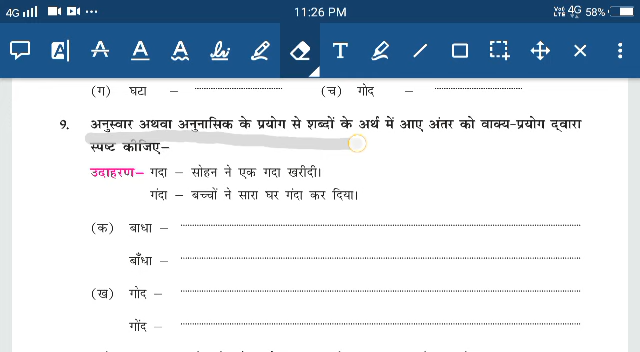 4G 11:26 PM VoLTE 4G 58%
(ग) घटा – (च) गोद –
9. अनुस्वार अथवा अनुनासिक के प्रयोग से शब्दों के अर्थ में आए अंतर को वाक्य-प्रयोग द्वारा
स्पष्ट कीजिए–
उदाहरण– गदा – सोहन ने एक गदा खरीदी।
गंदा – बच्चों ने सारा घर गंदा कर दिया।
(क) बाधा –
बाँधा –
(ख) गोद –
गोंद –